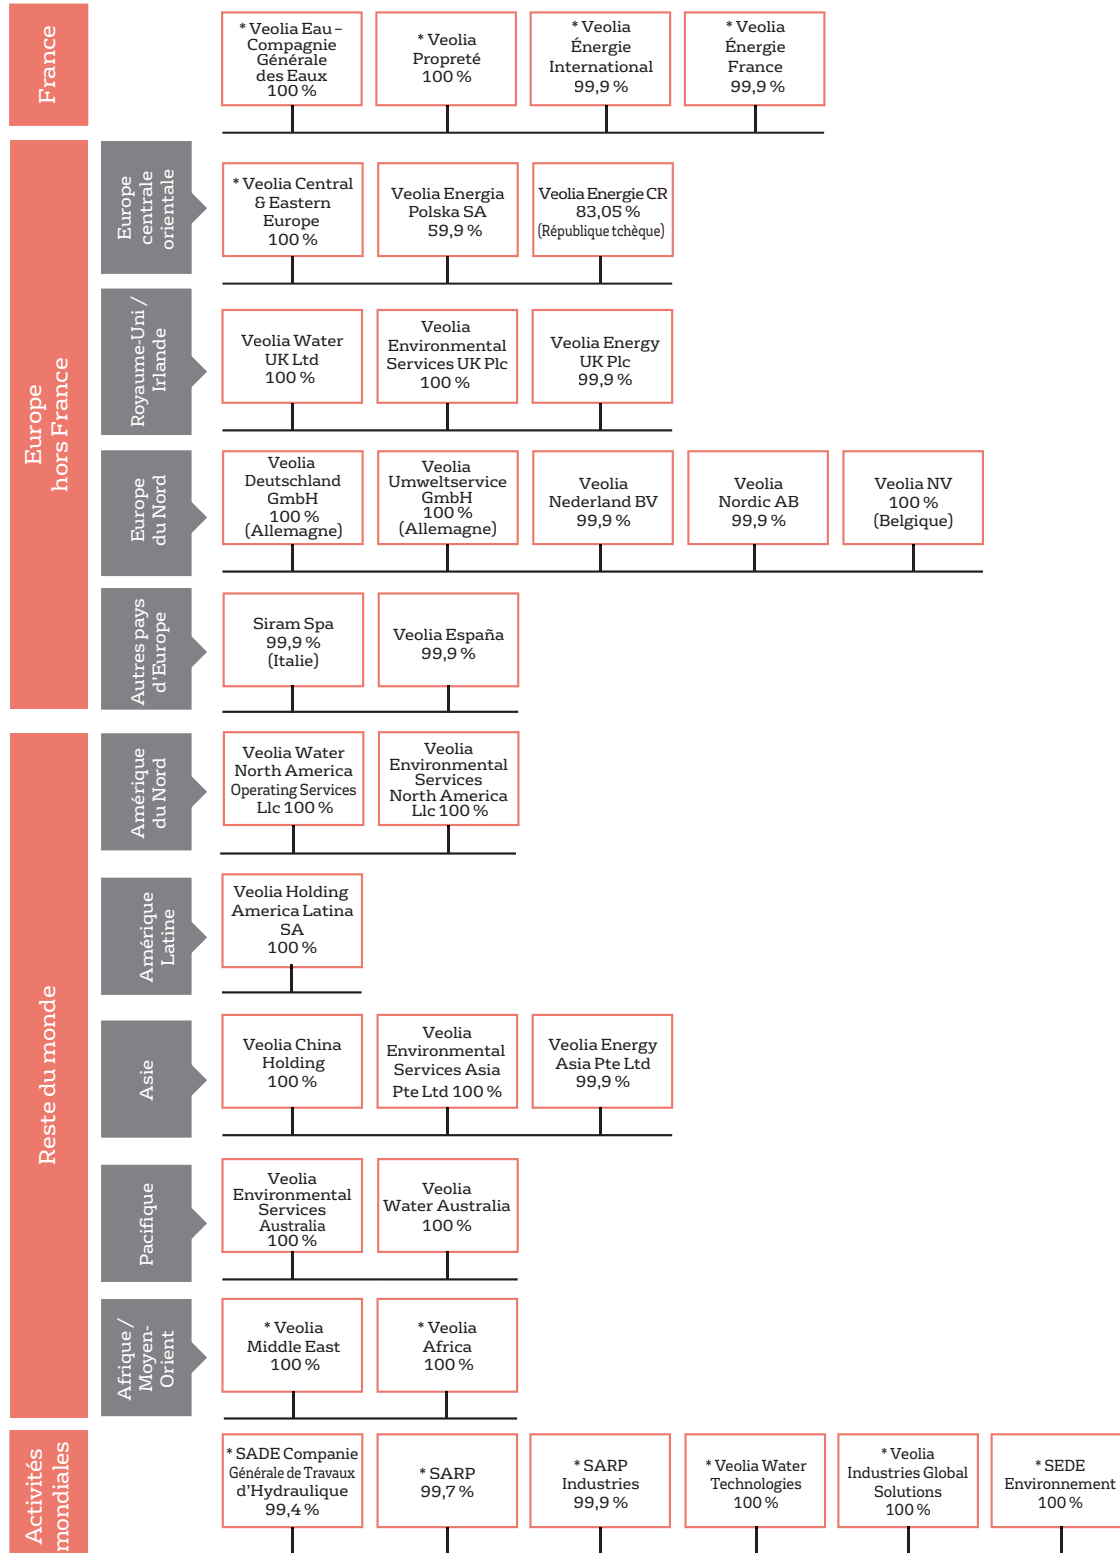 France
* Veolia Eau –
Compagnie
Générale
des Eaux
100 %
* Veolia
Propreté
100 %
* Veolia
Énergie
International
99,9 %
* Veolia
Énergie
France
99,9 %
Europe
hors France
Europe
centrale
orientale
* Veolia Central
& Eastern
Europe
100 %
Veolia Energia
Polska SA
59,9 %
Veolia Energie CR
83,05 %
(République tchèque)
Royaume-Uni /
Irlande
Veolia Water
UK Ltd
100 %
Veolia
Environmental
Services UK Plc
100 %
Veolia Energy
UK Plc
99,9 %
Europe
du Nord
Veolia
Deutschland
GmbH
100 %
(Allemagne)
Veolia
Umweltservice
GmbH
100 %
(Allemagne)
Veolia
Nederland BV
99,9 %
Veolia
Nordic AB
99,9 %
Veolia NV
100 %
(Belgique)
Autres pays
d'Europe
Siram Spa
99,9 %
(Italie)
Veolia España
99,9 %
Reste du monde
Amérique
du Nord
Veolia Water
North America
Operating Services
Llc 100 %
Veolia
Environmental
Services
North America
Llc 100 %
Amérique
Latine
Veolia Holding
America Latina
SA
100 %
Asie
Veolia China
Holding
100 %
Veolia
Environmental
Services Asia
Pte Ltd 100 %
Veolia Energy
Asia Pte Ltd
99,9 %
Pacifique
Veolia
Environmental
Services
Australia
100 %
Veolia
Water Australia
100 %
Afrique /
Moyen-
Orient
* Veolia
Middle East
100 %
* Veolia
Africa
100 %
Activités
mondiales
* SADE Companie
Générale de Travaux
d'Hydraulique
99,4 %
* SARP
99,7 %
* SARP
Industries
99,9 %
* Veolia Water
Technologies
100 %
* Veolia
Industries Global
Solutions
100 %
* SEDE
Environnement
100 %